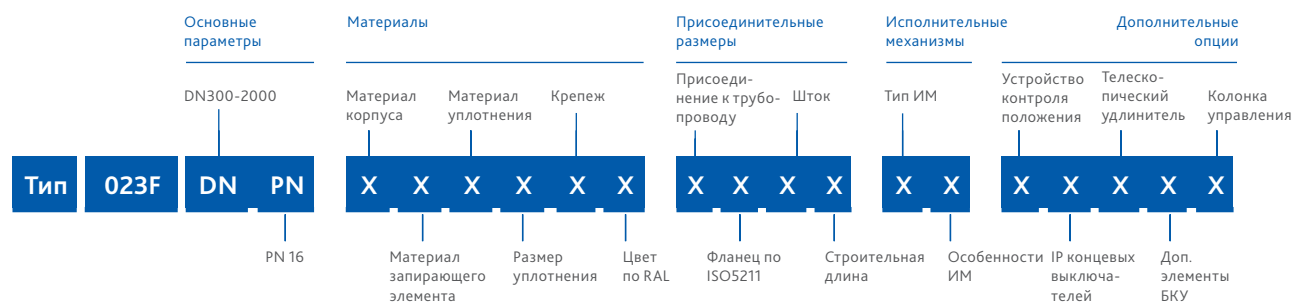 Основные
параметры
Материалы
Присоединительные
размеры
Исполнительные
механизмы
Дополнительные
опции
DN300-2000
Материал
корпуса
Материал
уплотнения
Крепеж
Присоеди-
нение к трубо-
проводу
Шток
Тип ИМ
Устройство
контроля
положения
Телеско-
пический
удлинитель
Колонка
управления
Тип 023F DN PN X X X X X X X X X X X X X X X X X
PN 16
Материал
запирающего
элемента
Размер
уплотнения
Цвет
по RAL
Фланец по
ISO5211
Строительная
длина
Особенности
ИМ
IP концевых
выключа-
телей
Доп.
элементы
БКУ